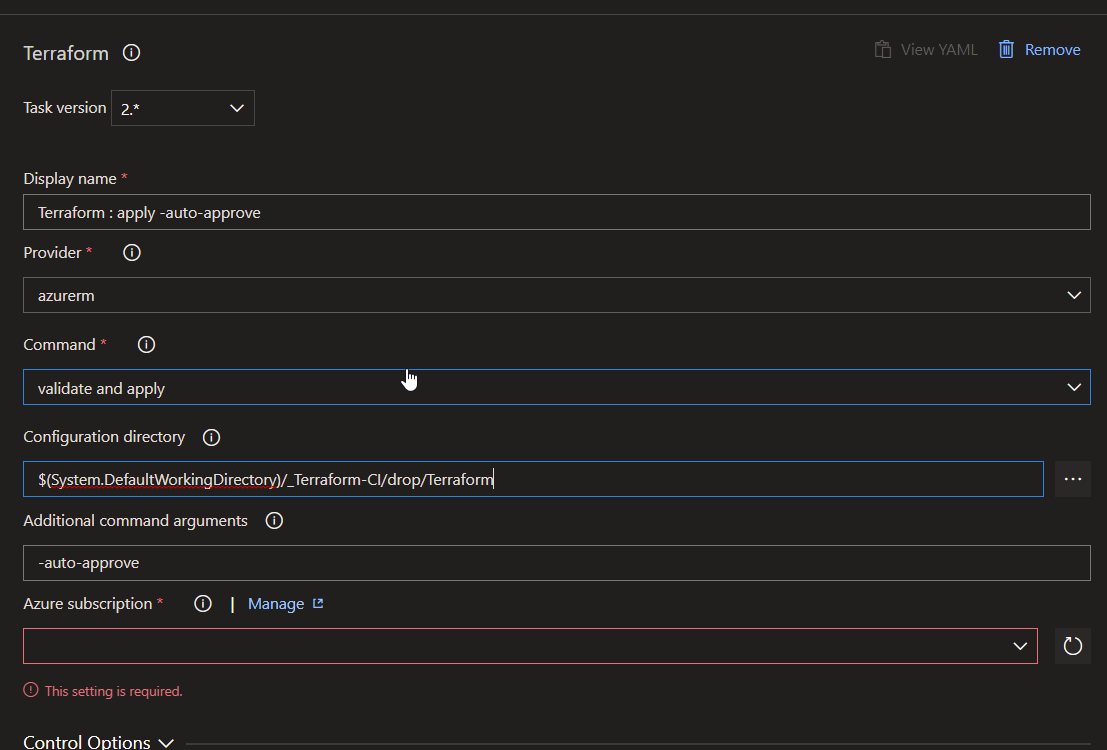 Terraform
View YAML
Remove
Task version
2.*
Display name *
Terraform : apply -auto-approve
Provider *
azurerm
Command *
validate and apply
Configuration directory
$(System.DefaultWorkingDirectory)/_Terraform-CI/drop/Terraform
Additional command arguments
-auto-approve
Azure subscription *
|
Manage
This setting is required.
Control Options